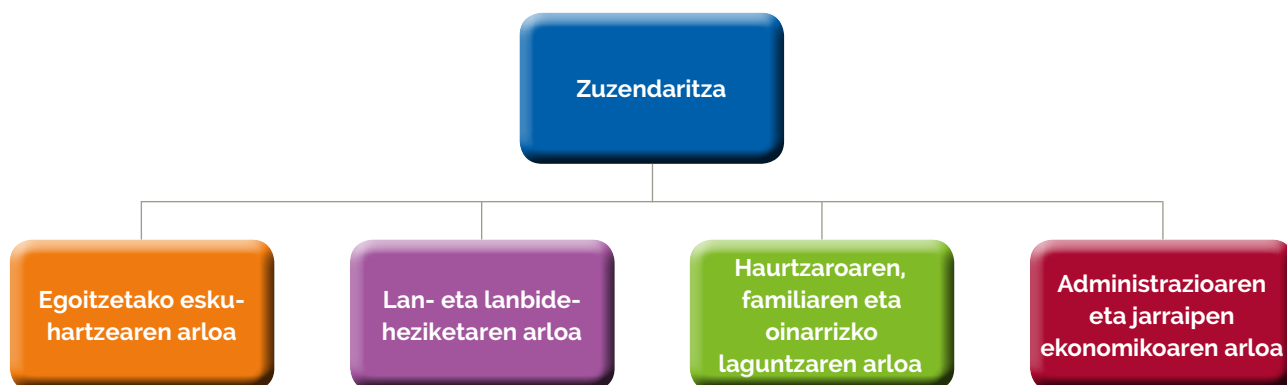 Zuzendaritza
Egoitzetako esku-
hartzearen arloa
Lan- eta lanbide-
heziketaren arloa
Haurtzaroaren,
familiaren eta
oinarrizko
laguntzaren arloa
Administrazioaren
eta jarraipen
ekonomikoaren arloa